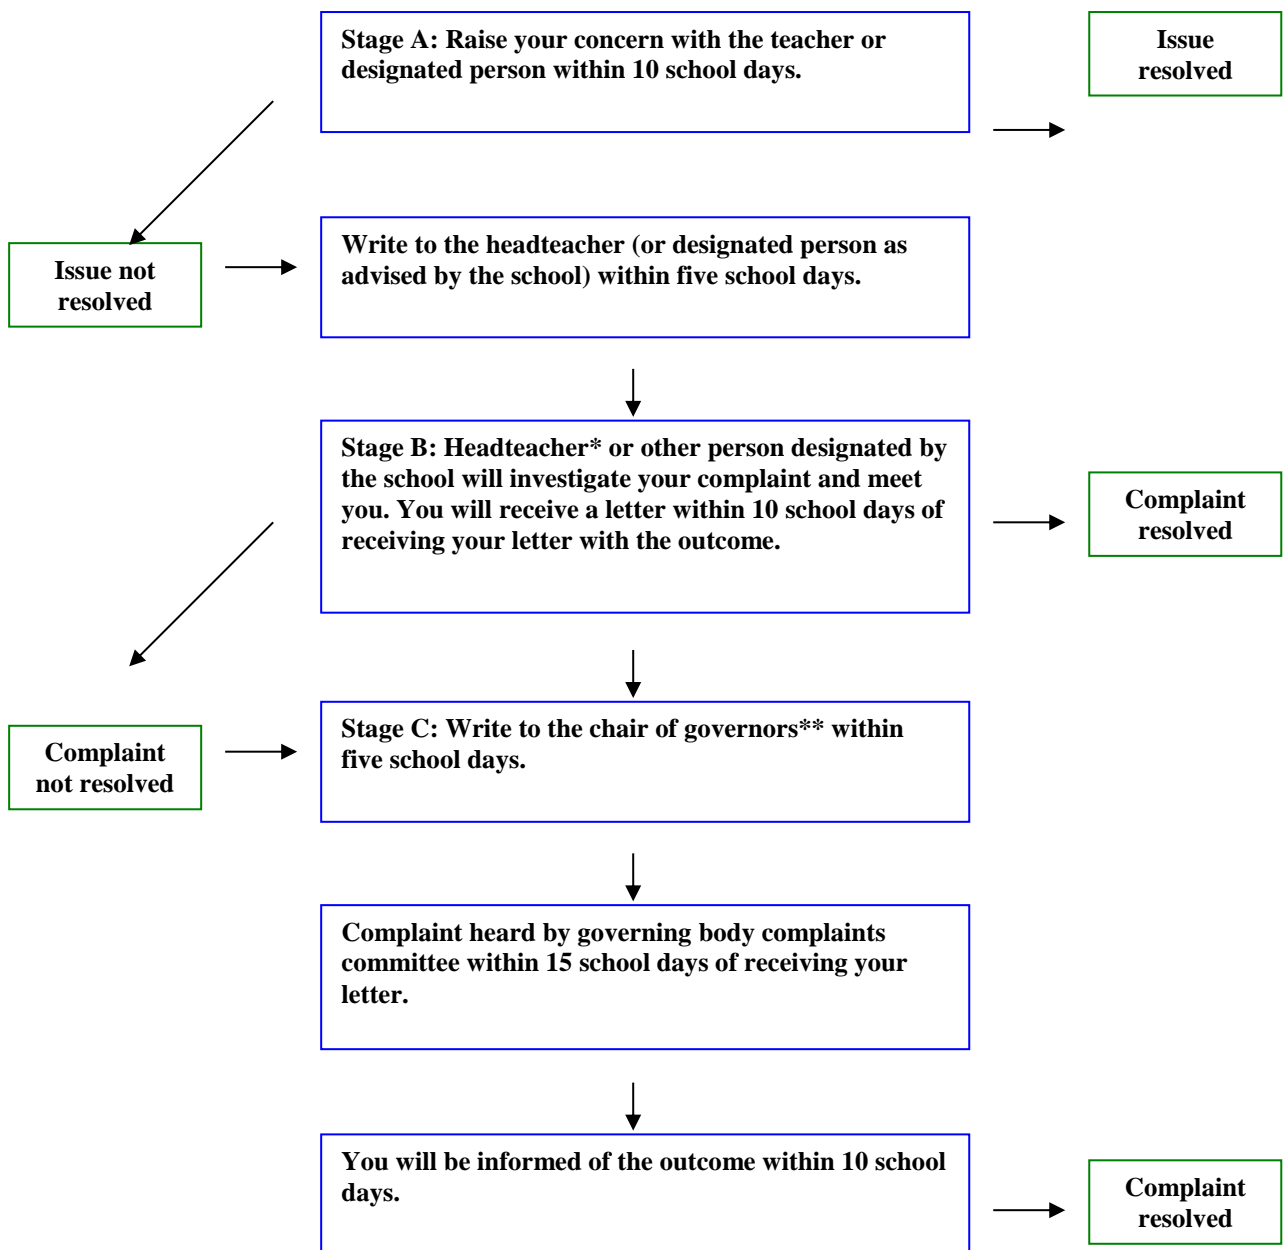 Stage A: Raise your concern with the teacher or
designated person within 10 school days.
Issue
resolved
Issue not
resolved
Write to the headteacher (or designated person as
advised by the school) within five school days.
Stage B: Headteacher* or other person designated by
the school will investigate your complaint and meet
you. You will receive a letter within 10 school days of
receiving your letter with the outcome.
Complaint
resolved
Complaint
not resolved
Stage C: Write to the chair of governors** within
five school days.
Complaint heard by governing body complaints
committee within 15 school days of receiving your
letter.
You will be informed of the outcome within 10 school
days.
Complaint
resolved